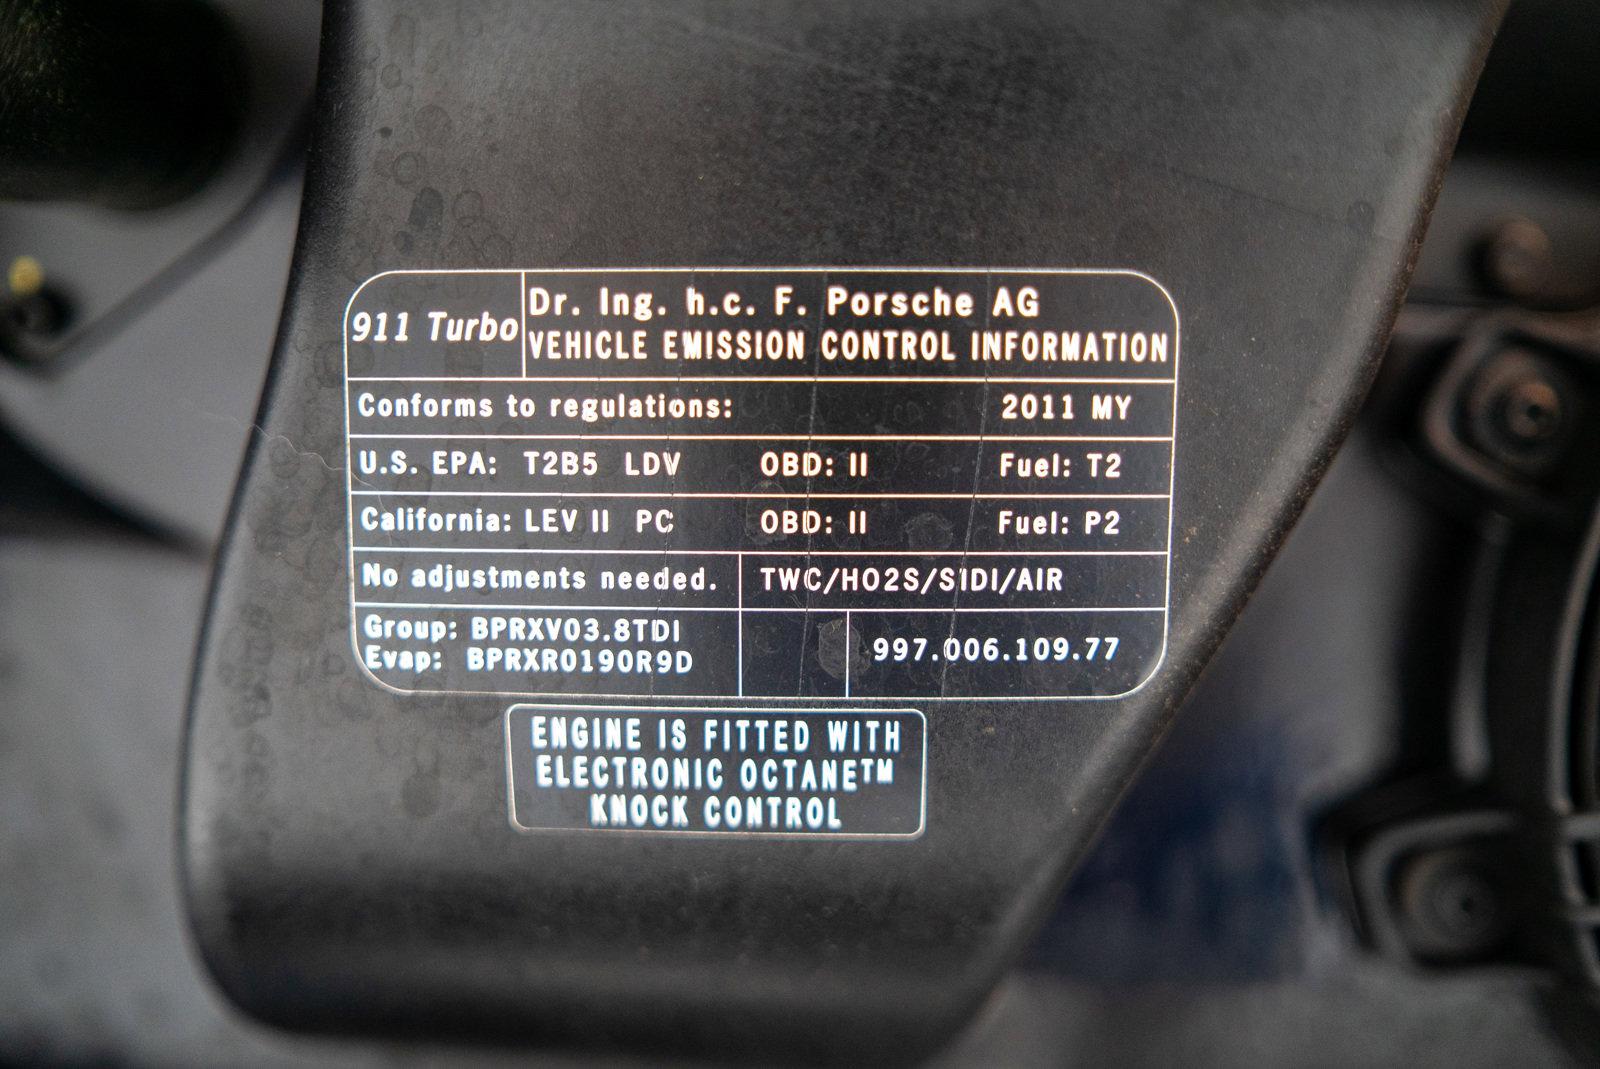 911 Turbo
Dr. Ing. h.c. F. Porsche AG
VEHICLE EMISSION CONTROL INFORMATION
Conforms to regulations: 2011 MY
U.S. EPA: T2B5 LDV OBD: II Fuel: T2
California: LEV II PC OBD: II Fuel: P2
No adjustments needed. TWC/HO2S/SIDI/AIR
Group: BPRXV03.8TDI
Evap: BPRXR0190R9D
997.006.109.77
ENGINE IS FITTED WITH
ELECTRONIC OCTANE™
KNOCK CONTROL